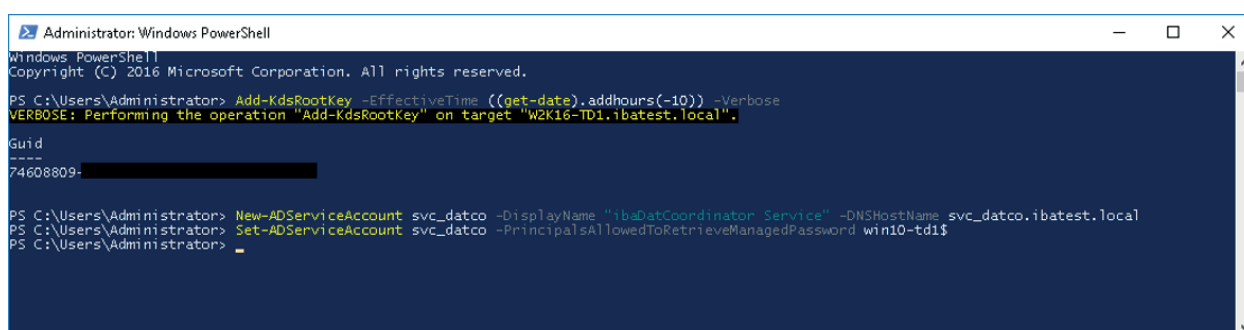 Administrator: Windows PowerShell
Windows PowerShell
Copyright (C) 2016 Microsoft Corporation. All rights reserved.
PS C:\Users\Administrator> Add-KdsRootKey -EffectiveTime ((get-date).addhours(-10)) -Verbose
VERBOSE: Performing the operation "Add-KdsRootKey" on target "W2K16-TD1.ibatest.local".
Guid
----
74608809-
PS C:\Users\Administrator> New-ADServiceAccount svc_datco -DisplayName "ibaDatCoordinator Service" -DNSHostName svc_datco.ibatest.local
PS C:\Users\Administrator> Set-ADServiceAccount svc_datco -PrincipalsAllowedToRetrieveManagedPassword win10-td1$
PS C:\Users\Administrator> _